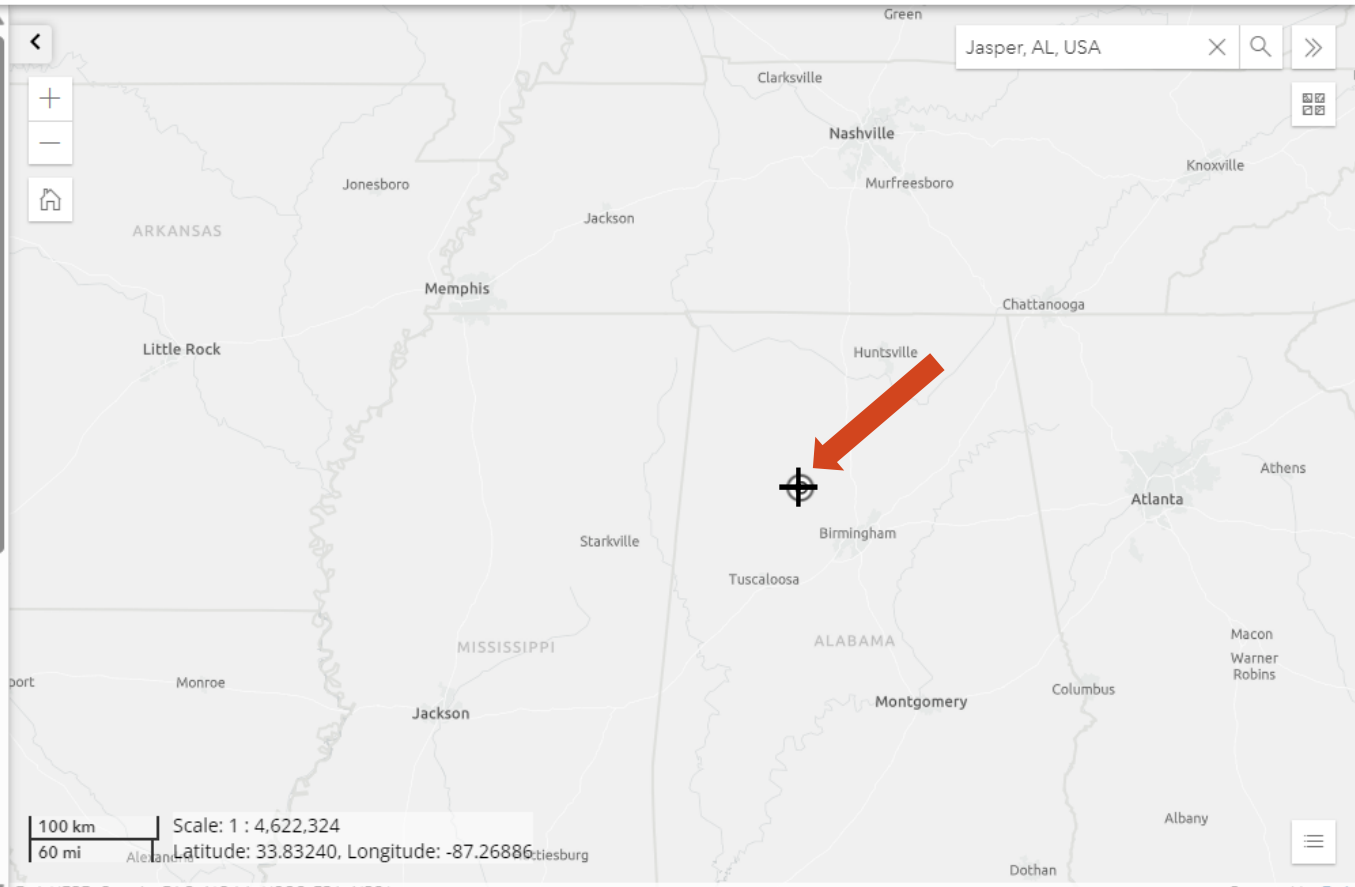 Green
Jasper, AL, USA
Clarksville
Nashville
Knoxville
Jonesboro
Murfreesboro
Jackson
ARKANSAS
Memphis
Chattanooga
Little Rock
Huntsville
Athens
Atlanta
Birmingham
Starkville
Tuscaloosa
Macon
ALABAMA
MISSISSIPPI
Warner
Robins
port
Monroe
Columbus
Montgomery
Jackson
Albany
100 km
Scale: 1 : 4,622,324
60 mi
Latitude: 33.83240, Longitude: -87.26886
ttiesburg
Dothan